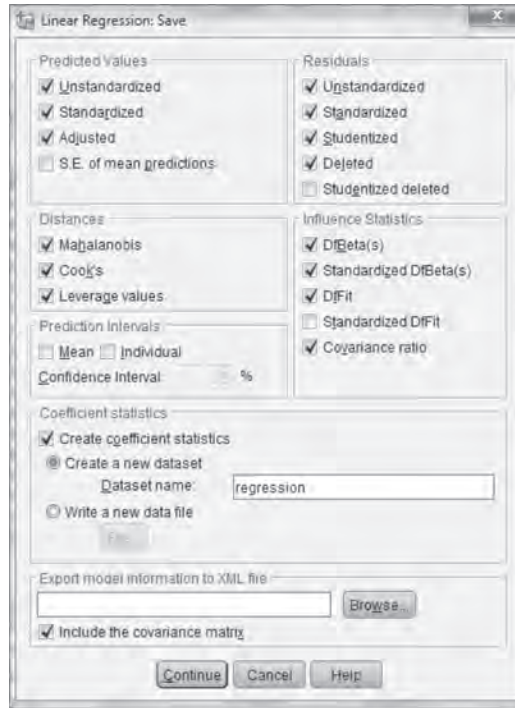 Linear Regression: Save
Predicted Values
Unstandardized
Standardized
Adjusted
S.E. of mean predictions
Residuals
Unstandardized
Standardized
Studentized
Deleted
Studentized deleted
Distances
Mahalanobis
Cook's
Leverage values
Influence Statistics
DfBeta(s)
Standardized DfBeta(s)
DfFit
Standardized DfFit
Covariance ratio
Prediction Intervals
Mean Individual
Confidence Interval: %
Coefficient statistics
Create coefficient statistics
Create a new dataset
Dataset name: regression
Write a new data file
Export model information to XML file
Browse...
Include the covariance matrix
Continue Cancel Help